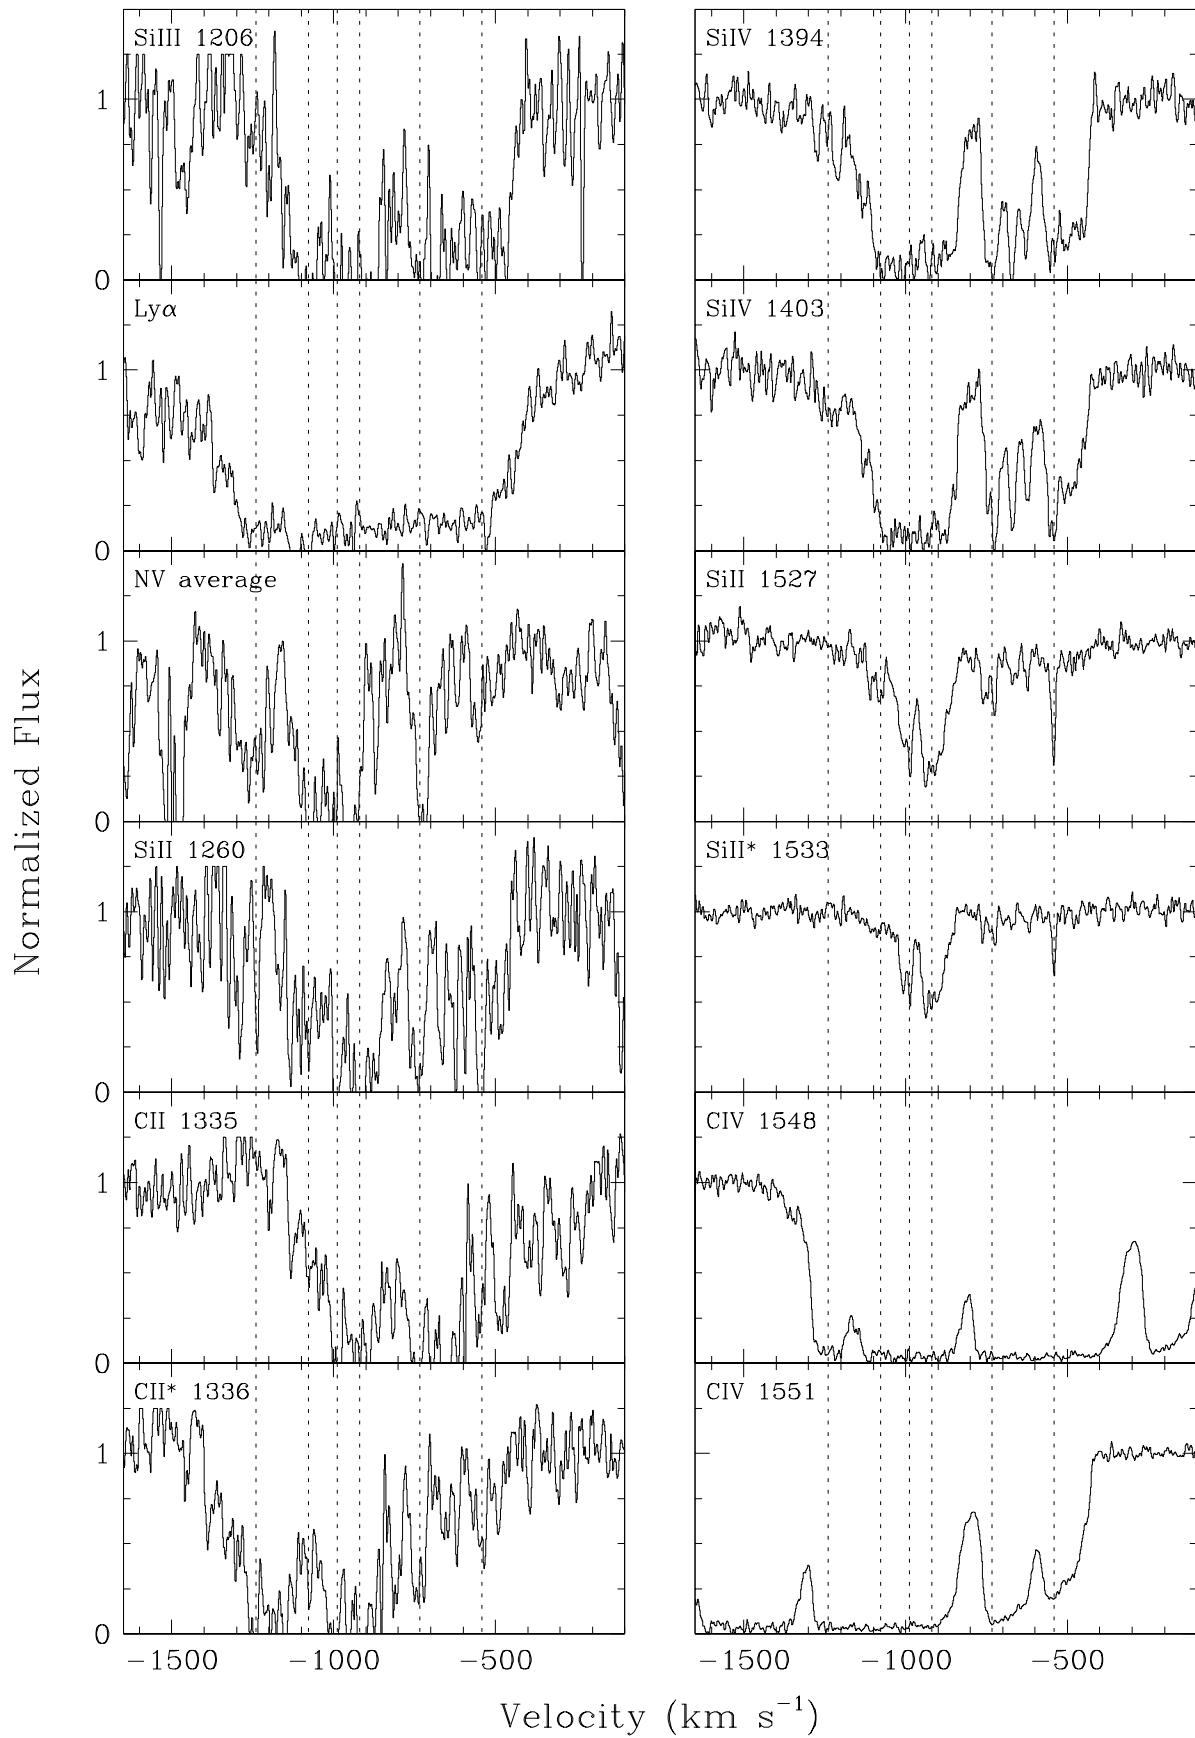 SiIII 1206
1
0
Lyα
1
0
NV average
1
0
SiII 1260
1
0
CII 1335
1
0
CII* 1336
1
0
−1500 −1000 −500
SiIV 1394
SiIV 1403
SiII 1527
SiII* 1533
CIV 1548
CIV 1551
−1500 −1000 −500
Normalized Flux
Velocity (km s⁻¹)